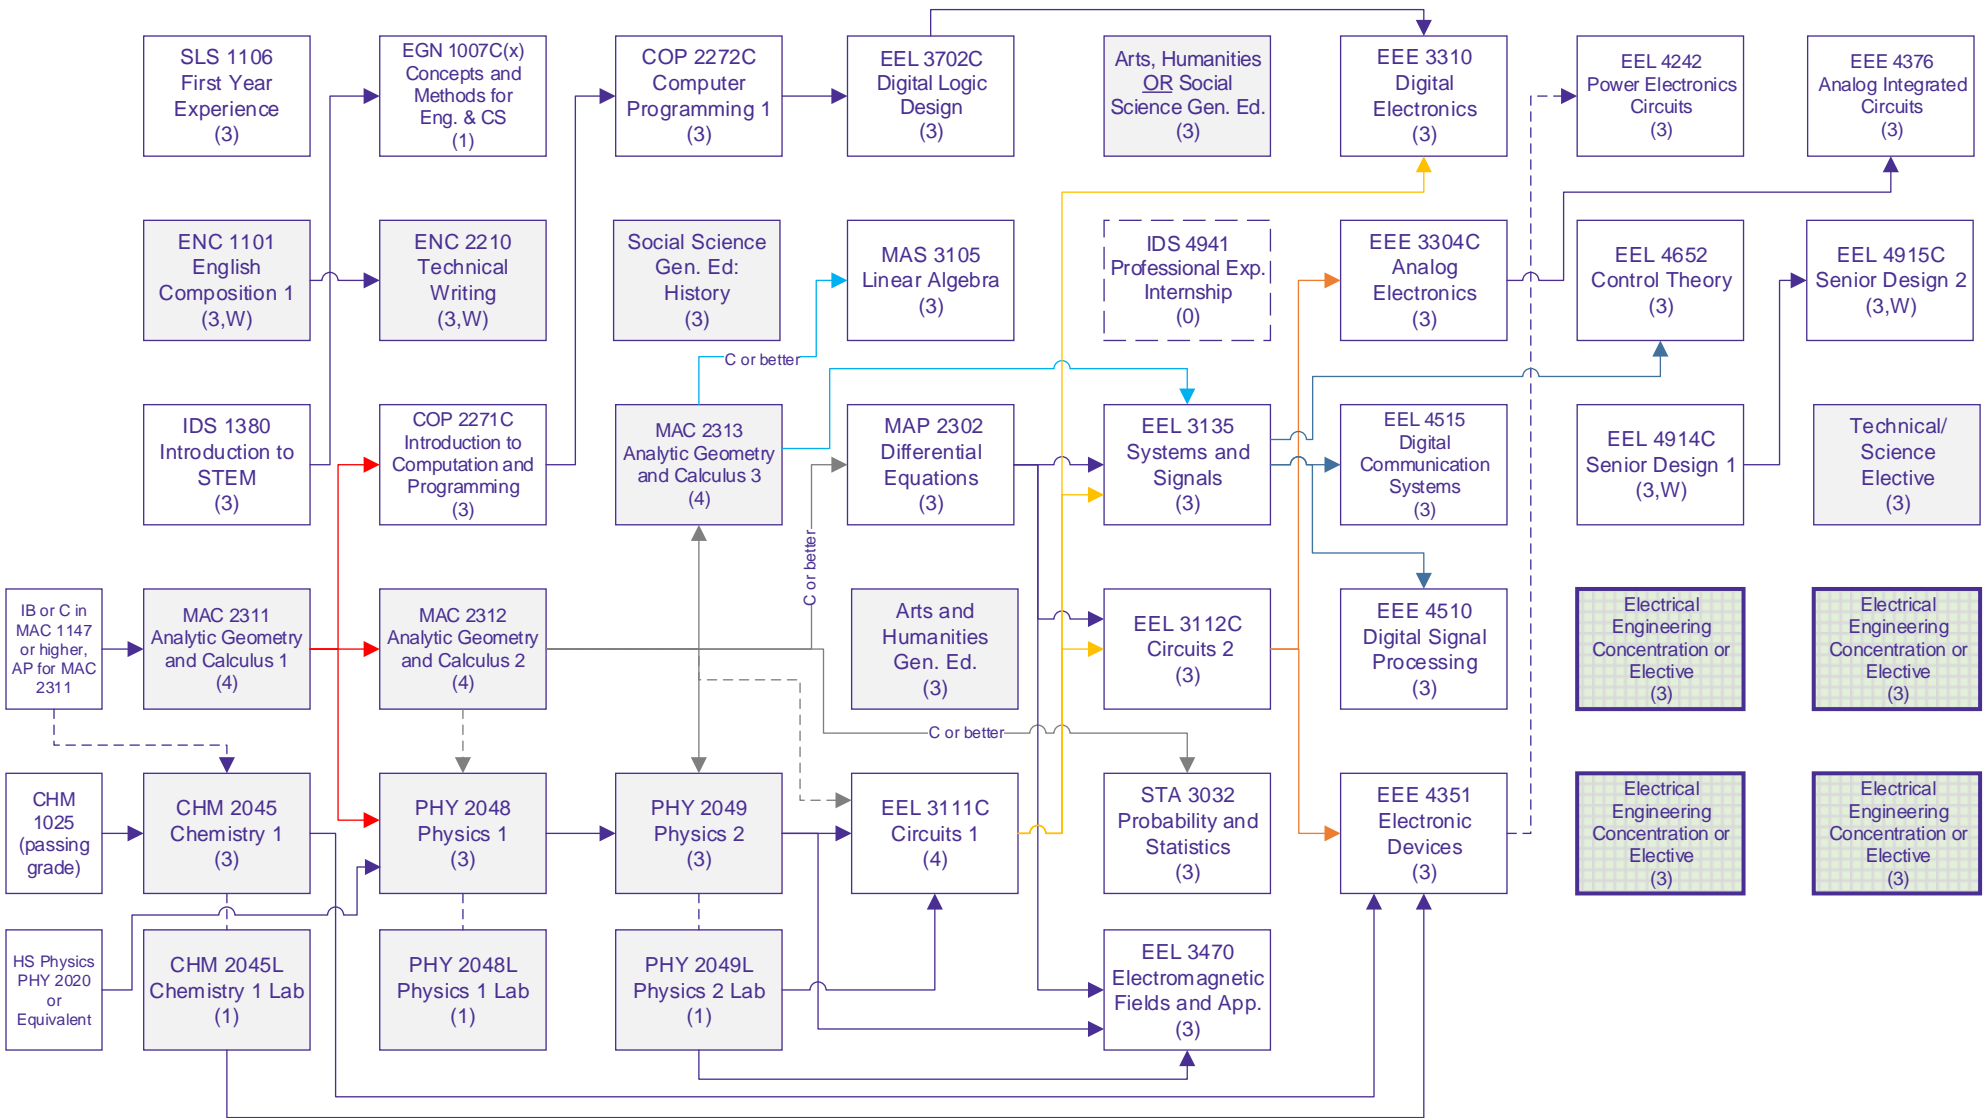 SLS 1106
First Year
Experience
(3)
EGN 1007C(x)
Concepts and
Methods for
Eng. & CS
(1)
COP 2272C
Computer
Programming 1
(3)
EEL 3702C
Digital Logic
Design
(3)
Arts, Humanities
OR Social
Science Gen. Ed.
(3)
EEE 3310
Digital
Electronics
(3)
EEL 4242
Power Electronics
Circuits
(3)
EEE 4376
Analog Integrated
Circuits
(3)
ENC 1101
English
Composition 1
(3,W)
ENC 2210
Technical
Writing
(3,W)
Social Science
Gen. Ed:
History
(3)
MAS 3105
Linear Algebra
(3)
IDS 4941
Professional Exp.
Internship
(0)
EEE 3304C
Analog
Electronics
(3)
EEL 4652
Control Theory
(3)
EEL 4915C
Senior Design 2
(3,W)
C or better
IDS 1380
Introduction to
STEM
(3)
COP 2271C
Introduction to
Computation and
Programming
(3)
MAC 2313
Analytic Geometry
and Calculus 3
(4)
MAP 2302
Differential
Equations
(3)
EEL 3135
Systems and
Signals
(3)
EEL 4515
Digital
Communication
Systems
(3)
EEL 4914C
Senior Design 1
(3,W)
Technical/
Science
Elective
(3)
C or better
IB or C in
MAC 1147
or higher,
AP for MAC
2311
MAC 2311
Analytic Geometry
and Calculus 1
(4)
MAC 2312
Analytic Geometry
and Calculus 2
(4)
Arts and
Humanities
Gen. Ed.
(3)
EEL 3112C
Circuits 2
(3)
EEE 4510
Digital Signal
Processing
(3)
Electrical
Engineering
Concentration or
Elective
(3)
Electrical
Engineering
Concentration or
Elective
(3)
C or better
CHM
1025
(passing
grade)
CHM 2045
Chemistry 1
(3)
PHY 2048
Physics 1
(3)
PHY 2049
Physics 2
(3)
EEL 3111C
Circuits 1
(4)
STA 3032
Probability and
Statistics
(3)
EEE 4351
Electronic
Devices
(3)
Electrical
Engineering
Concentration or
Elective
(3)
Electrical
Engineering
Concentration or
Elective
(3)
HS Physics
PHY 2020
or
Equivalent
CHM 2045L
Chemistry 1 Lab
(1)
PHY 2048L
Physics 1 Lab
(1)
PHY 2049L
Physics 2 Lab
(1)
EEL 3470
Electromagnetic
Fields and App.
(3)